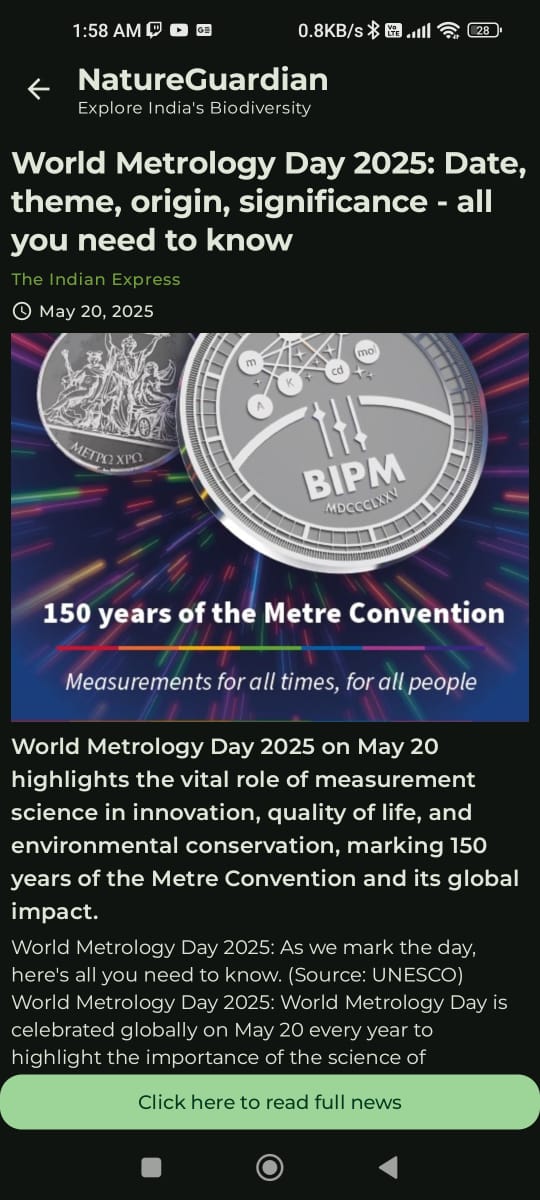 1:58 AM
0.8KB/s
Vo
LTE
28
NatureGuardian
Explore India's Biodiversity
World Metrology Day 2025: Date,
theme, origin, significance - all
you need to know
The Indian Express
May 20, 2025
m
K
cd
mol
A
ΜΕΤΡΩ ΧΡΩ
BIPM
MDCCCLXXV
150 years of the Metre Convention
Measurements for all times, for all people
World Metrology Day 2025 on May 20
highlights the vital role of measurement
science in innovation, quality of life, and
environmental conservation, marking 150
years of the Metre Convention and its global
impact.
World Metrology Day 2025: As we mark the day,
here's all you need to know. (Source: UNESCO)
World Metrology Day 2025: World Metrology Day is
celebrated globally on May 20 every year to
highlight the importance of the science of
Click here to read full news